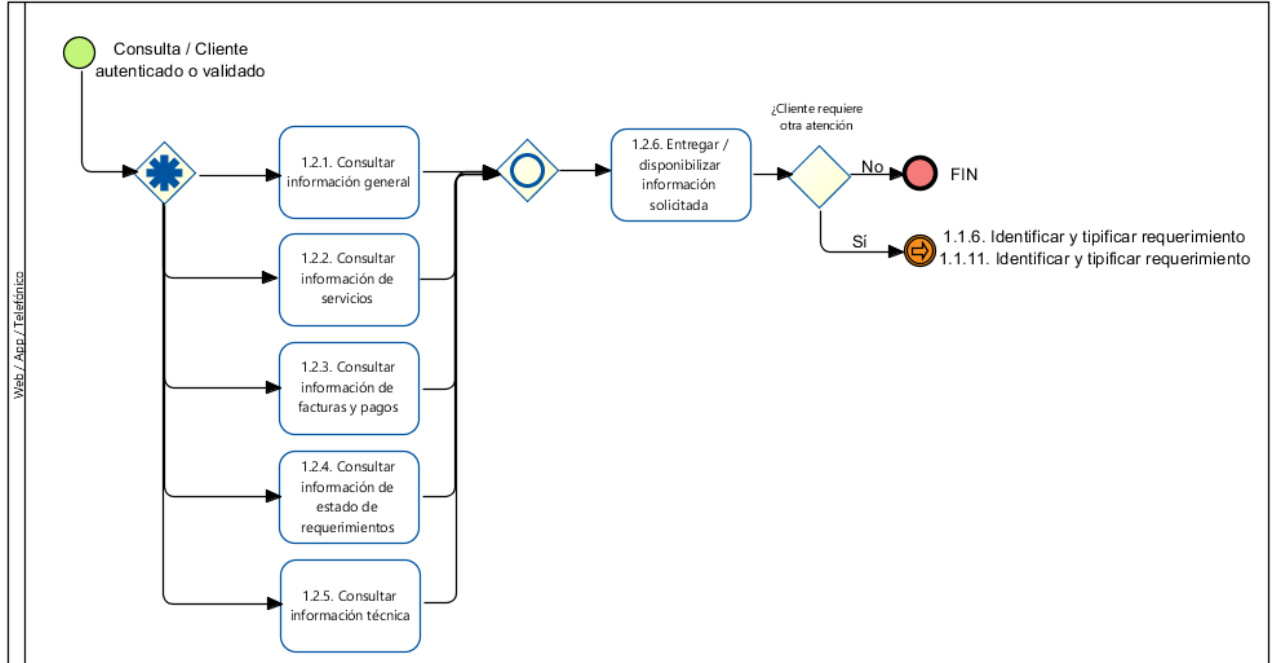 Consulta / Cliente
autenticado o validado
¿Cliente requiere
otra atención
1.2.1. Consultar
información general
1.2.6. Entregar /
disponibilizar
información
solicitada
No
FIN
Sí
1.1.6. Identificar y tipificar requerimiento
1.1.11. Identificar y tipificar requerimiento
1.2.2. Consultar
información de
servicios
Web / App / Telefónico
1.2.3. Consultar
información de
facturas y pagos
1.2.4. Consultar
información de
estado de
requerimientos
1.2.5. Consultar
información técnica